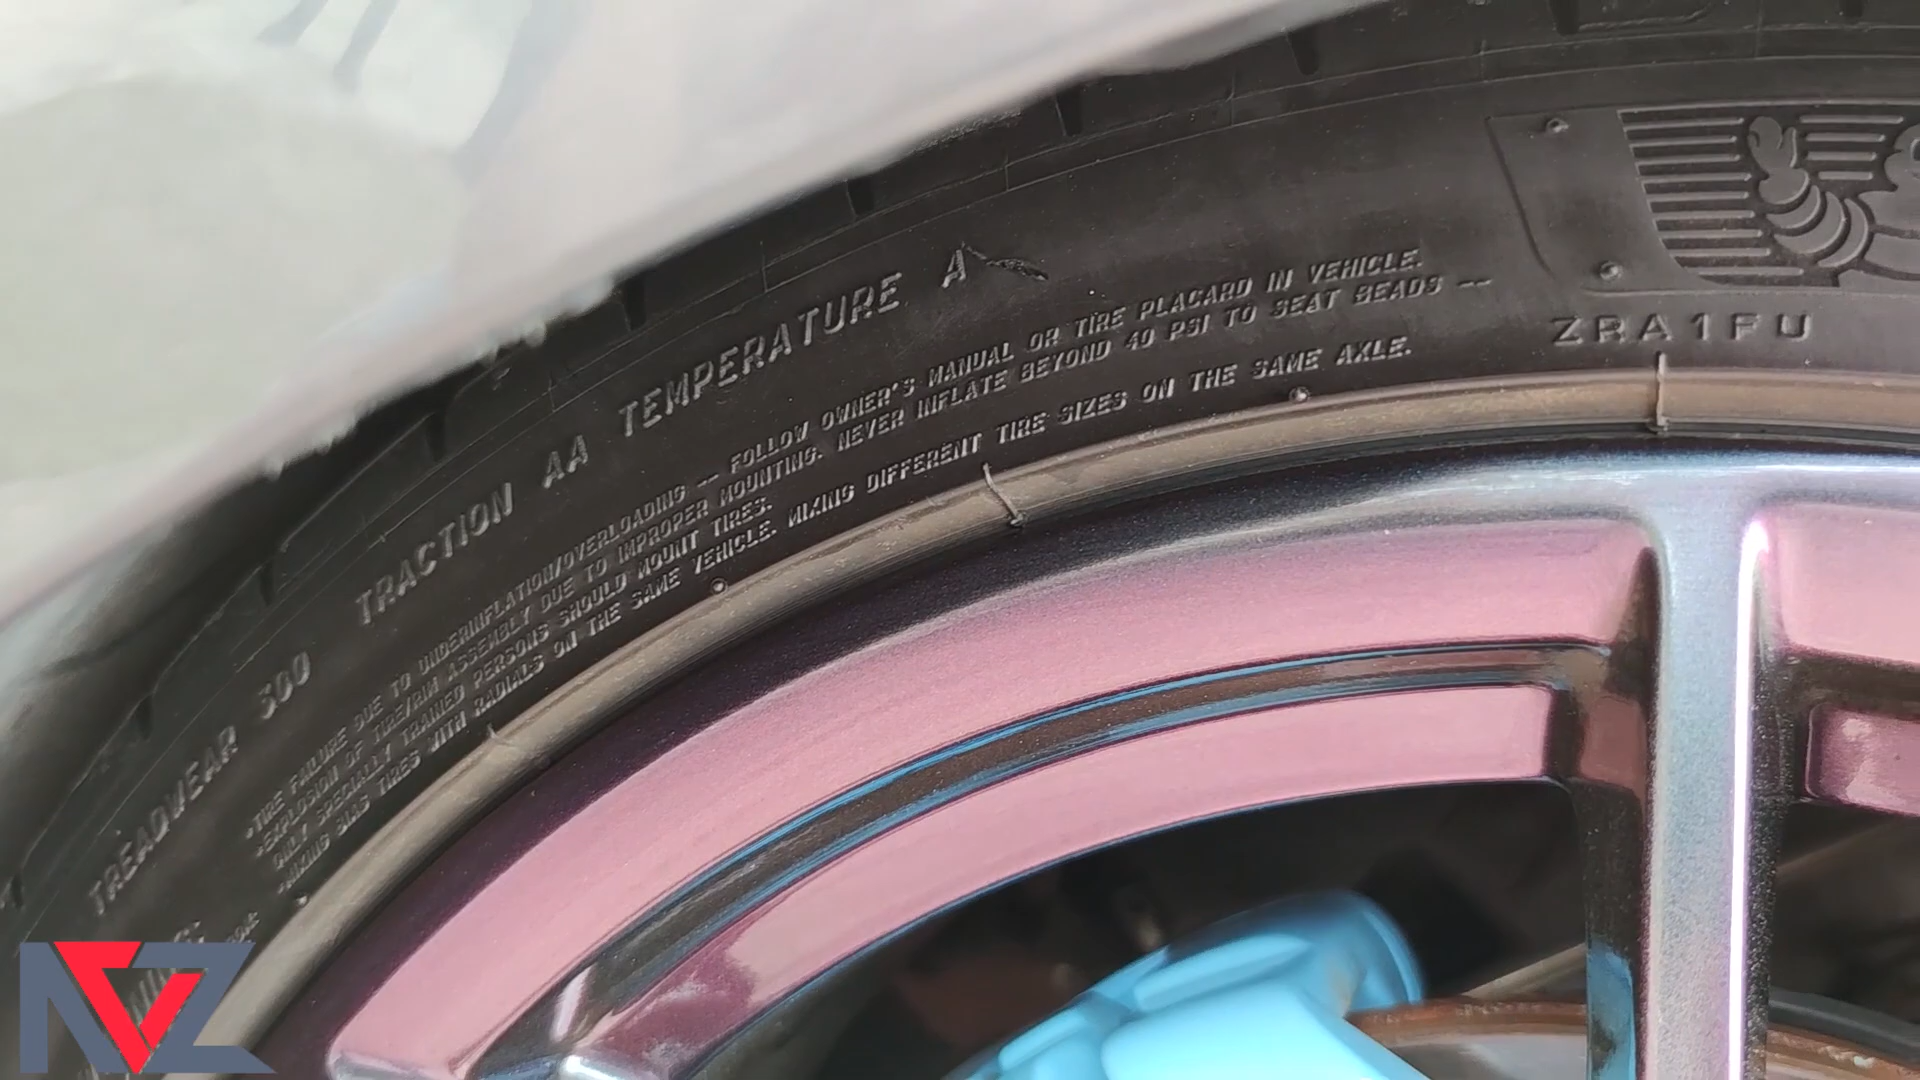 TREADWEAR 300 TRACTION AA TEMPERATURE A
•TIRE FAILURE DUE TO UNDERINFLATION/OVERLOADING -- FOLLOW OWNER'S MANUAL OR TIRE PLACARD IN VEHICLE.
•EXPLOSION OF TIRE/RIM ASSEMBLY DUE TO IMPROPER MOUNTING. NEVER INFLATE BEYOND 40 PSI TO SEAT BEADS --
ONLY SPECIALLY TRAINED PERSONS SHOULD MOUNT TIRES.
•MIXING BIAS TIRES WITH RADIALS ON THE SAME VEHICLE. MIXING DIFFERENT TIRE SIZES ON THE SAME AXLE.
ZRA1FU
NVZ